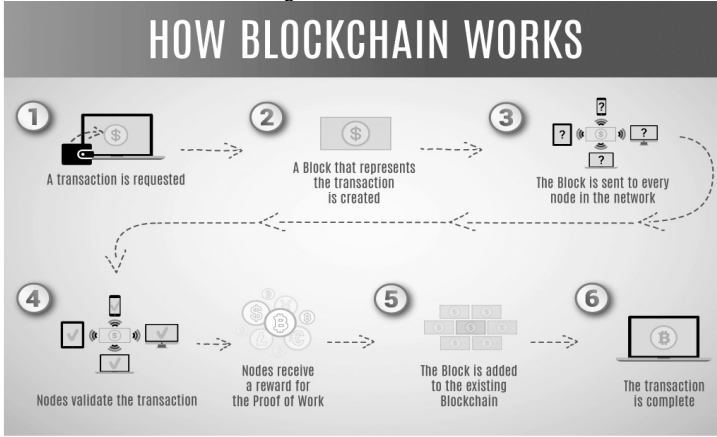 HOW BLOCKCHAIN WORKS
1
A transaction is requested
2
A Block that represents
the transaction
is created
3
The Block is sent to every
node in the network
4
Nodes validate the transaction
Nodes receive
a reward for
the Proof of Work
5
The Block is added
to the existing
Blockchain
6
The transaction
is complete